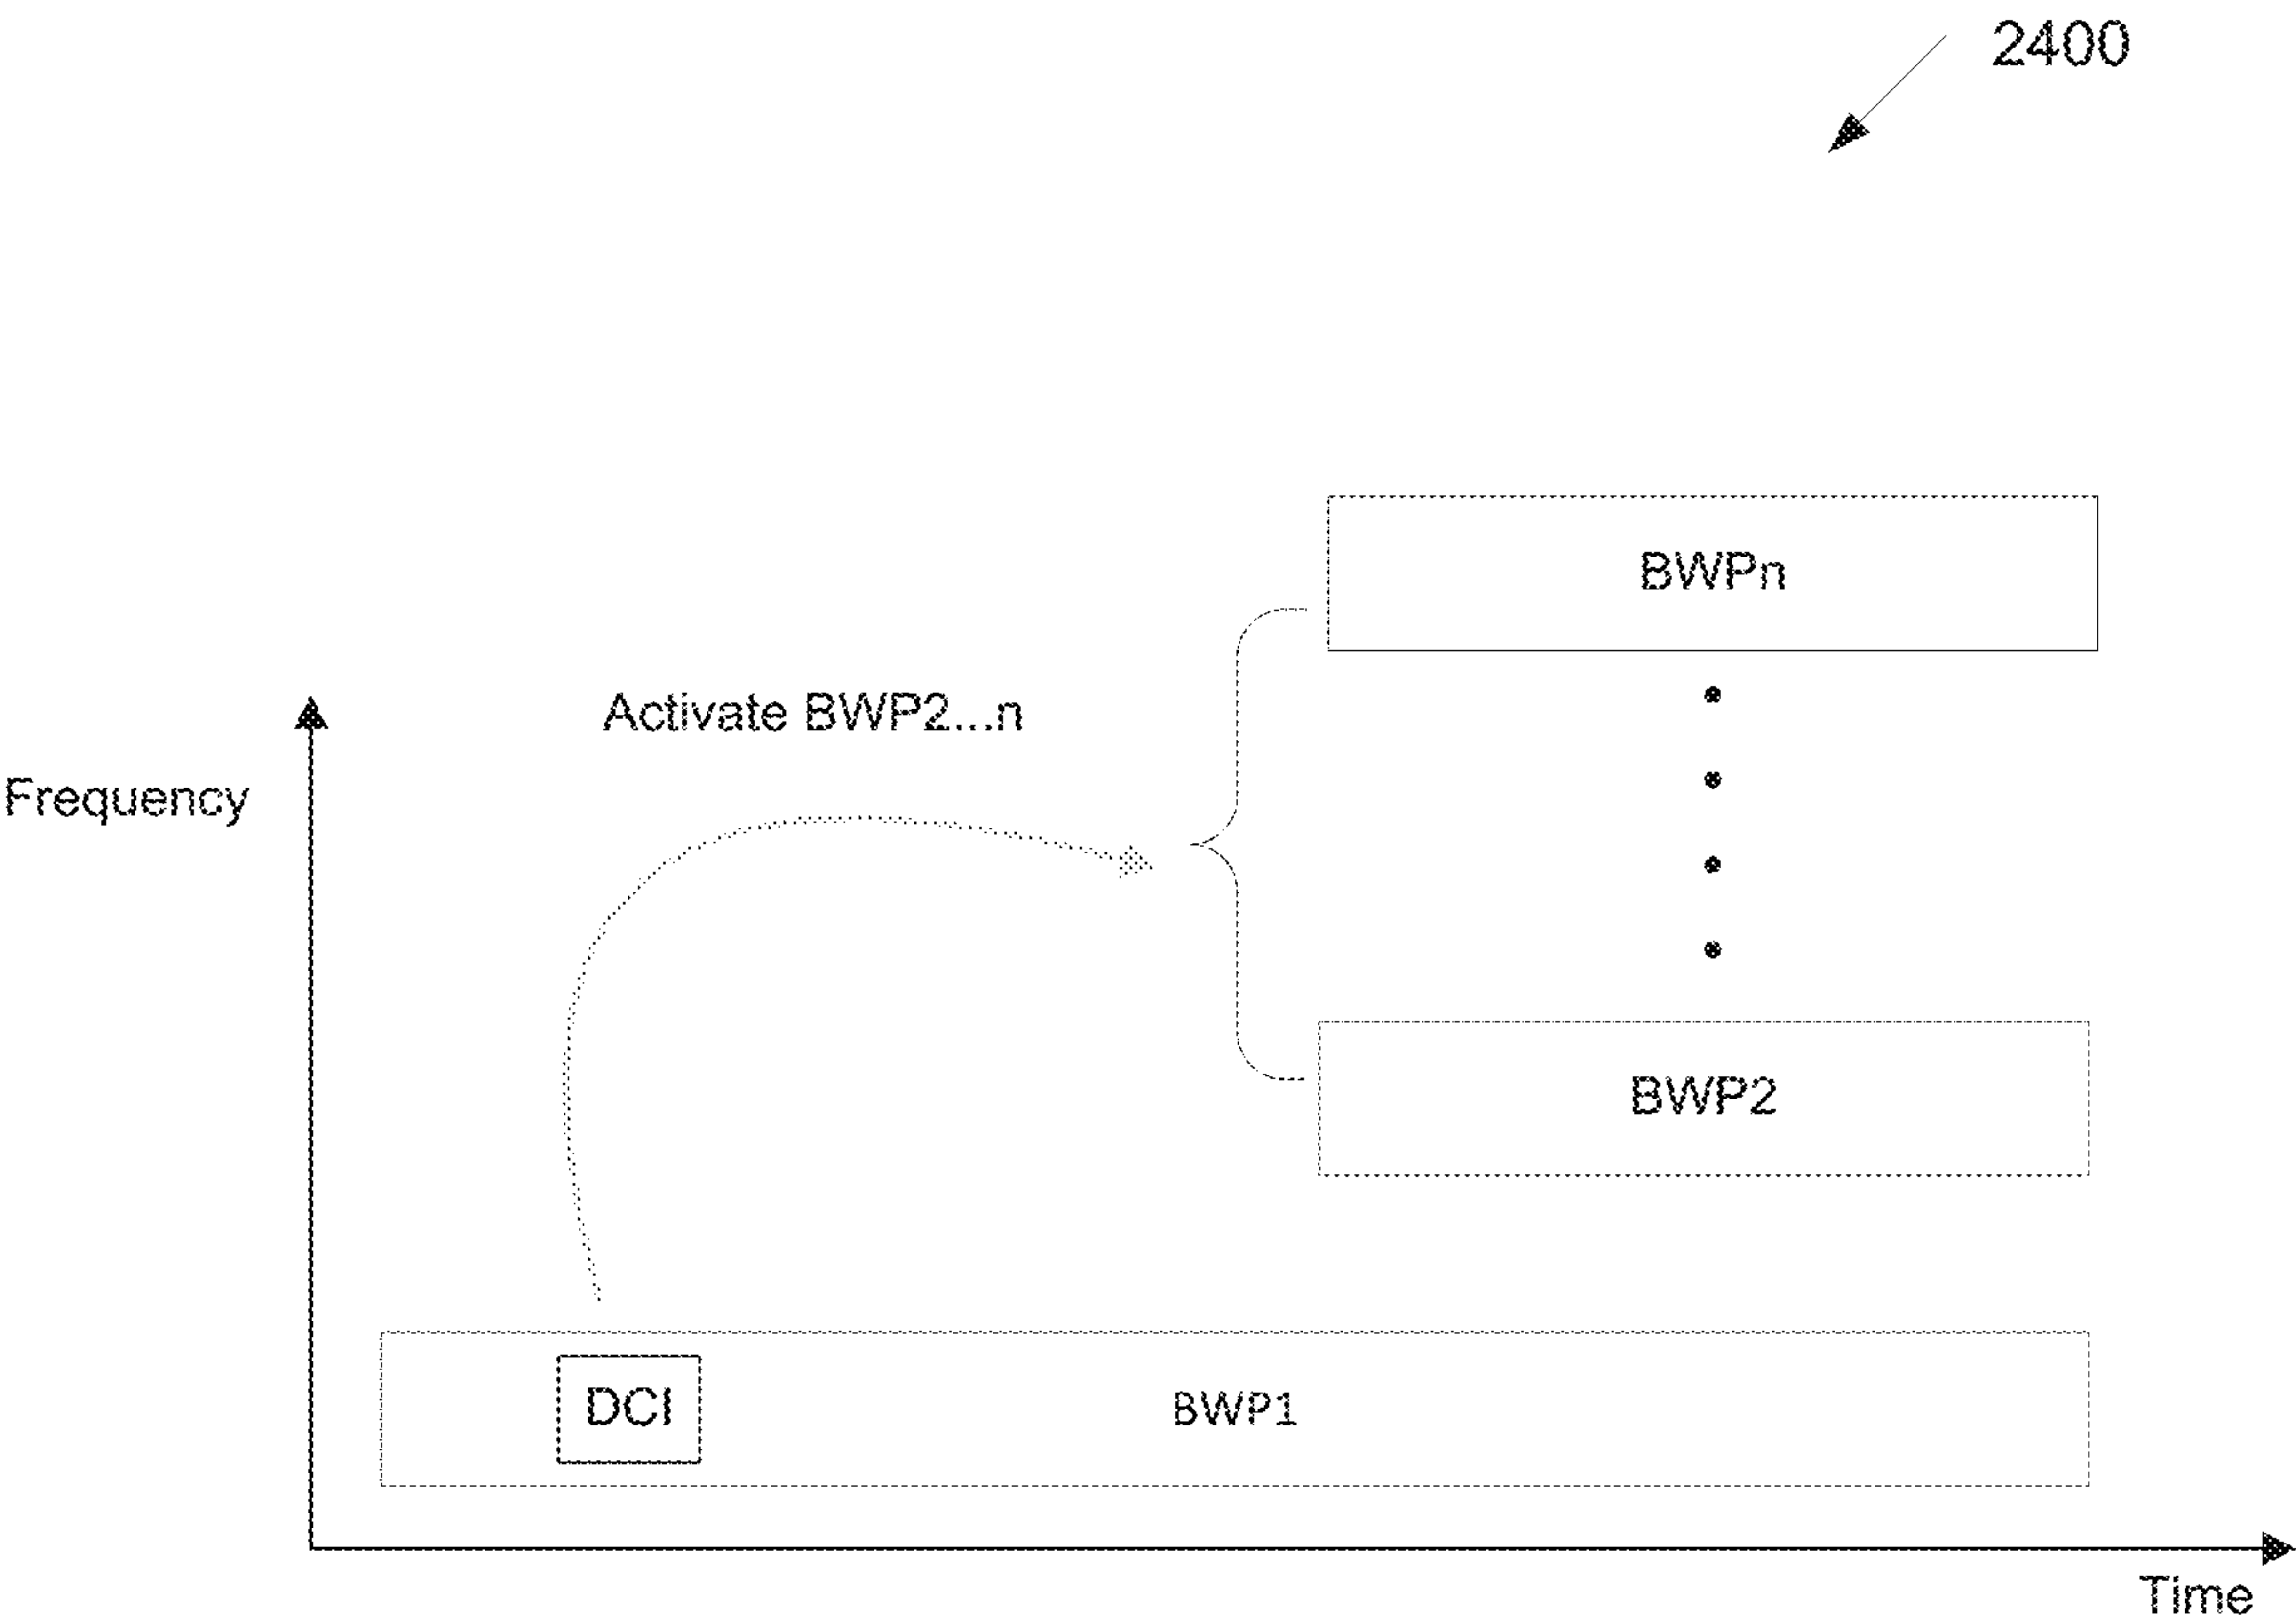 2400
BWPn
Activate BWP2...n
Frequency
BWP2
DCI
BWP1
Time